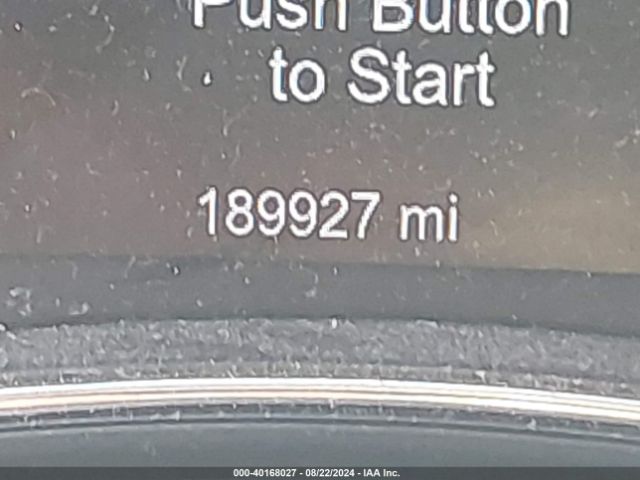 Push Button
to Start
189927 mi
000-40168027 - 08/22/2024 - IAA Inc.